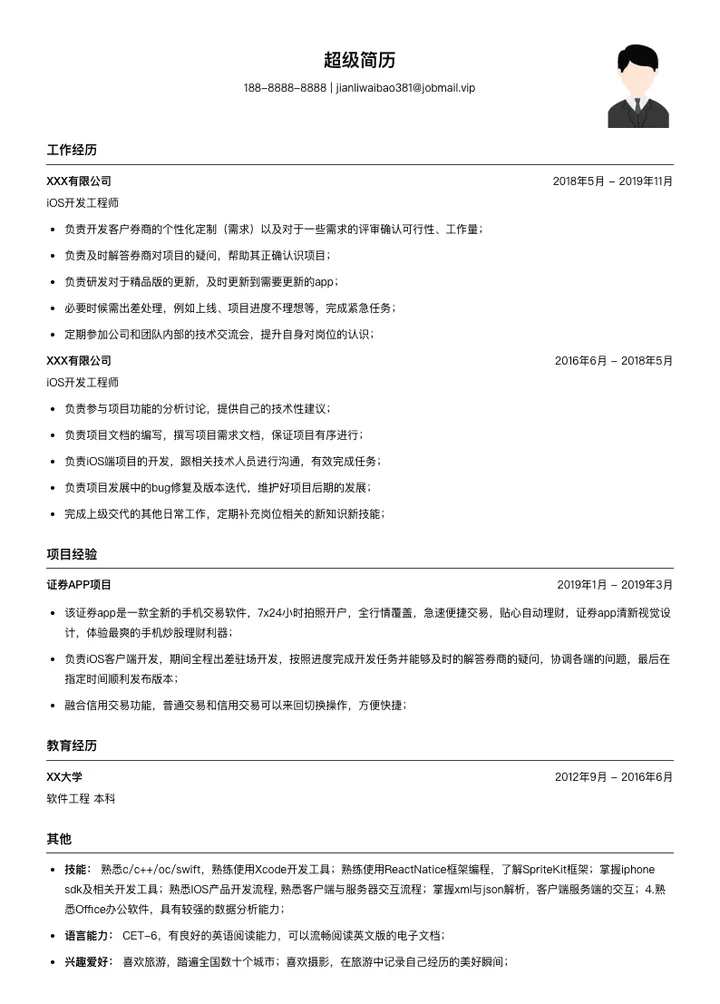 超级简历
188-8888-8888 | jianliwaibao381@jobmail.vip
工作经历
XXX有限公司 2018年5月 – 2019年11月
iOS开发工程师
• 负责开发客户券商的个性化定制（需求）以及对于一些需求的评审确认可行性、工作量；
• 负责及时解答券商对项目的疑问，帮助其正确认识项目；
• 负责研发对于精品版的更新，及时更新到需要更新的app；
• 必要时候需出差处理，例如上线、项目进度不理想等，完成紧急任务；
• 定期参加公司和团队内部的技术交流会，提升自身对岗位的认识；
XXX有限公司 2016年6月 – 2018年5月
iOS开发工程师
• 负责参与项目功能的分析讨论，提供自己的技术性建议；
• 负责项目文档的编写，撰写项目需求文档，保证项目有序进行；
• 负责iOS端项目的开发，跟相关技术人员进行沟通，有效完成任务；
• 负责项目发展中的bug修复及版本迭代，维护好项目后期的发展；
• 完成上级交代的其他日常工作，定期补充岗位相关的新知识新技能；
项目经验
证券APP项目 2019年1月 – 2019年3月
• 该证券app是一款全新的手机交易软件，7x24小时拍照开户，全行情覆盖，急速便捷交易，贴心自动理财，证券app清新视觉设
计，体验最爽的手机炒股理财利器；
• 负责iOS客户端开发，期间全程出差驻场开发，按照进度完成开发任务并能够及时的解答券商的疑问，协调各端的问题，最后在
指定时间顺利发布版本；
• 融合信用交易功能，普通交易和信用交易可以来回切换操作，方便快捷；
教育经历
XX大学 2012年9月 – 2016年6月
软件工程 本科
其他
• 技能： 熟悉c/c++/oc/swift，熟练使用Xcode开发工具；熟练使用ReactNatice框架编程，了解SpriteKit框架；掌握iphone
sdk及相关开发工具；熟悉IOS产品开发流程, 熟悉客户端与服务器交互流程；掌握xml与json解析，客户端服务端的交互；4.熟
悉Office办公软件，具有较强的数据分析能力；
• 语言能力： CET-6，有良好的英语阅读能力，可以流畅阅读英文版的电子文档；
• 兴趣爱好： 喜欢旅游，踏遍全国数十个城市；喜欢摄影，在旅游中记录自己经历的美好瞬间；